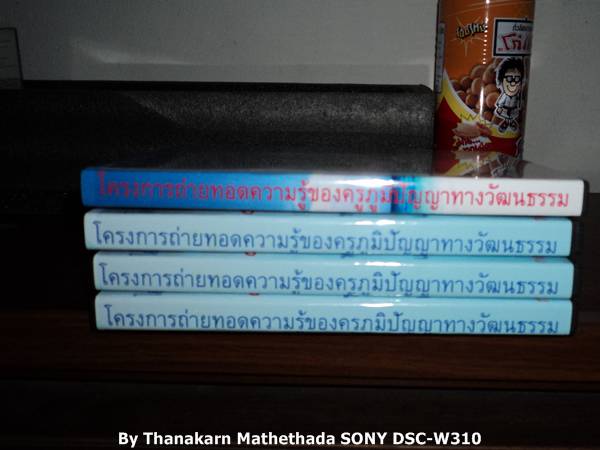 โก๋แก่
โครงการถ่ายทอดความรู้ของครูภูมิปัญญาทางวัฒนธรรม
โครงการถ่ายทอดความรู้ของครูภูมิปัญญาทางวัฒนธรรม
โครงการถ่ายทอดความรู้ของครูภูมิปัญญาทางวัฒนธรรม
โครงการถ่ายทอดความรู้ของครูภูมิปัญญาทางวัฒนธรรม
By Thanakarn Mathethada SONY DSC-W310